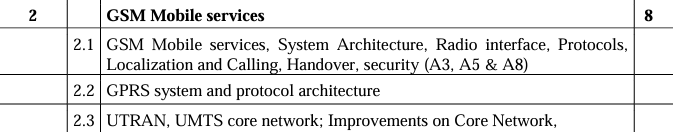 2 GSM Mobile services 8
2.1 GSM Mobile services, System Architecture, Radio interface, Protocols,
Localization and Calling, Handover, security (A3, A5 & A8)
2.2 GPRS system and protocol architecture
2.3 UTRAN, UMTS core network; Improvements on Core Network,